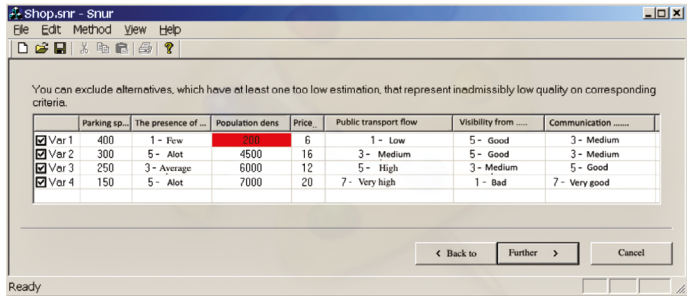 Shop.snr - Snur
File Edit Method View Help
You can exclude alternatives, which have at least one too low estimation, that represent inadmissibly low quality on corresponding
criteria.
Parking sp... The presence of ... Population dens Price... Public transport flow Visibility from ..... Communication .......
Var 1 400 1 - Few 200 6 1 - Low 5 - Good 3 - Medium
Var 2 300 5 - Alot 4500 16 3 - Medium 5 - Good 3 - Medium
Var 3 250 3 - Average 6000 12 5 - High 3 - Medium 5 - Good
Var 4 150 5 - Alot 7000 20 7 - Very high 1 - Bad 7 - Very good
< Back to Further > Cancel
Ready